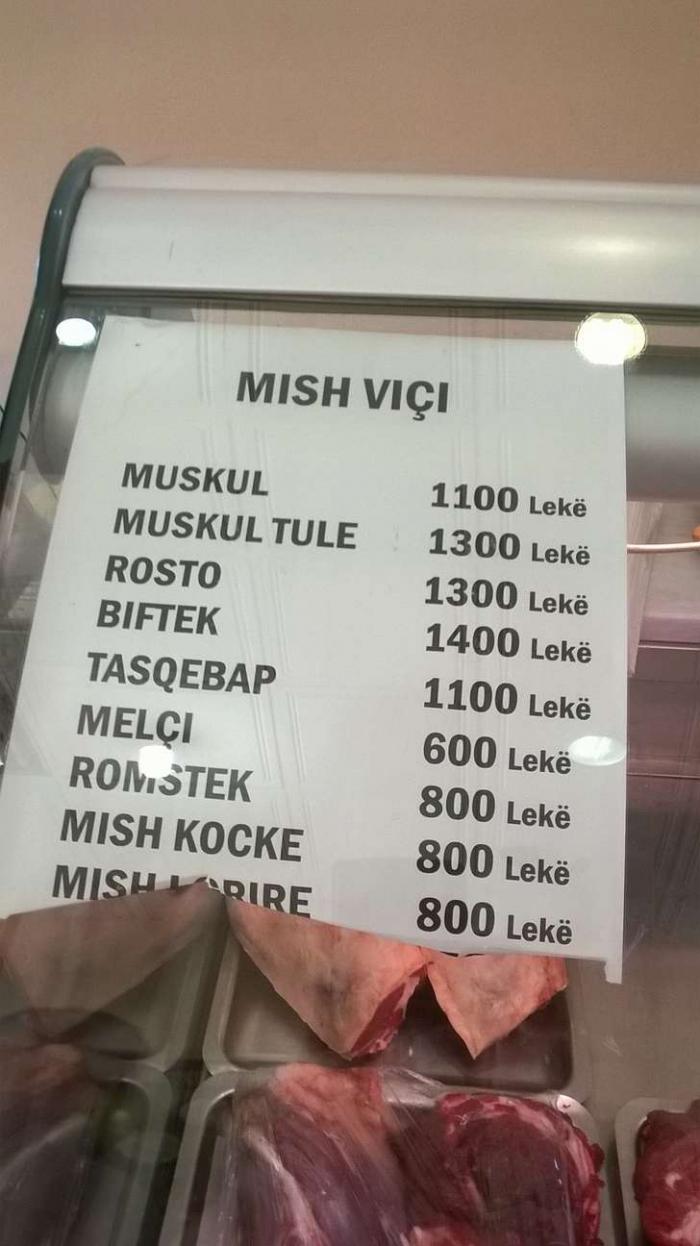 MISH VIÇI
MUSKUL 1100 Lekë
MUSKUL TULE 1300 Lekë
ROSTO 1300 Lekë
BIFTEK 1400 Lekë
TASQEBAP 1100 Lekë
MELÇI 600 Lekë
ROMSTEK 800 Lekë
MISH KOCKE 800 Lekë
MISH 800 Lekë